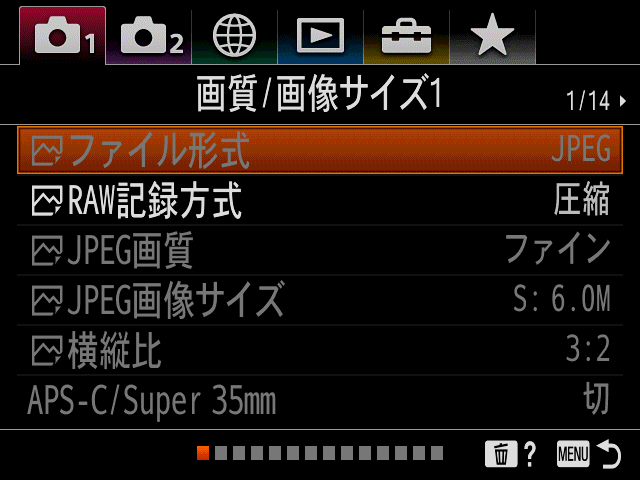 1 2
画質/画像サイズ1 1/14
ファイル形式 JPEG
RAW記録方式 圧縮
JPEG画質 ファイン
JPEG画像サイズ S: 6.0M
横縦比 3:2
APS-C/Super 35mm 切
? MENU